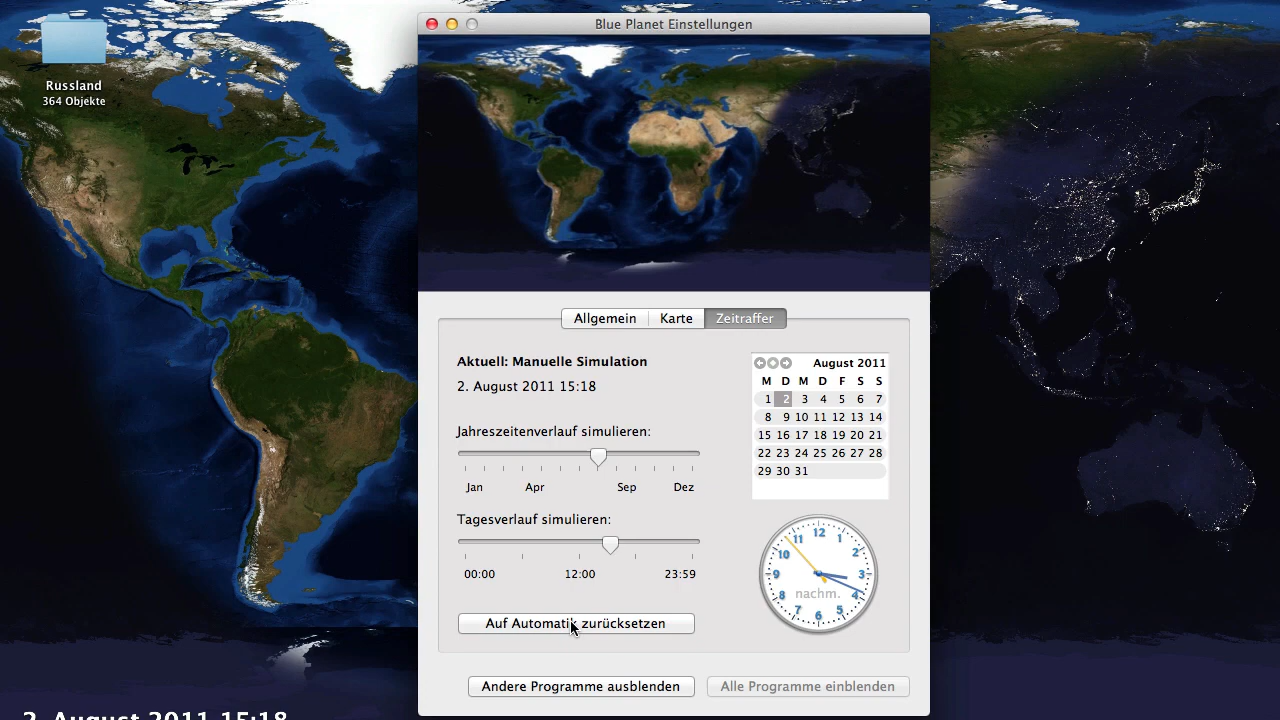 Blue Planet Einstellungen
Russland
364 Objekte
Allgemein Karte Zeitraffer
Aktuell: Manuelle Simulation
2. August 2011 15:18
Jahreszeitenverlauf simulieren:
Jan Apr Sep Dez
Tagesverlauf simulieren:
00:00 12:00 23:59
Auf Automatik zurücksetzen
August 2011
M D M D F S S
1 2 3 4 5 6 7
8 9 10 11 12 13 14
15 16 17 18 19 20 21
22 23 24 25 26 27 28
29 30 31
12 1 2 3 4 5 6 7 8 9 10 11
nachm.
Andere Programme ausblenden Alle Programme einblenden
2. August 2011 15:18